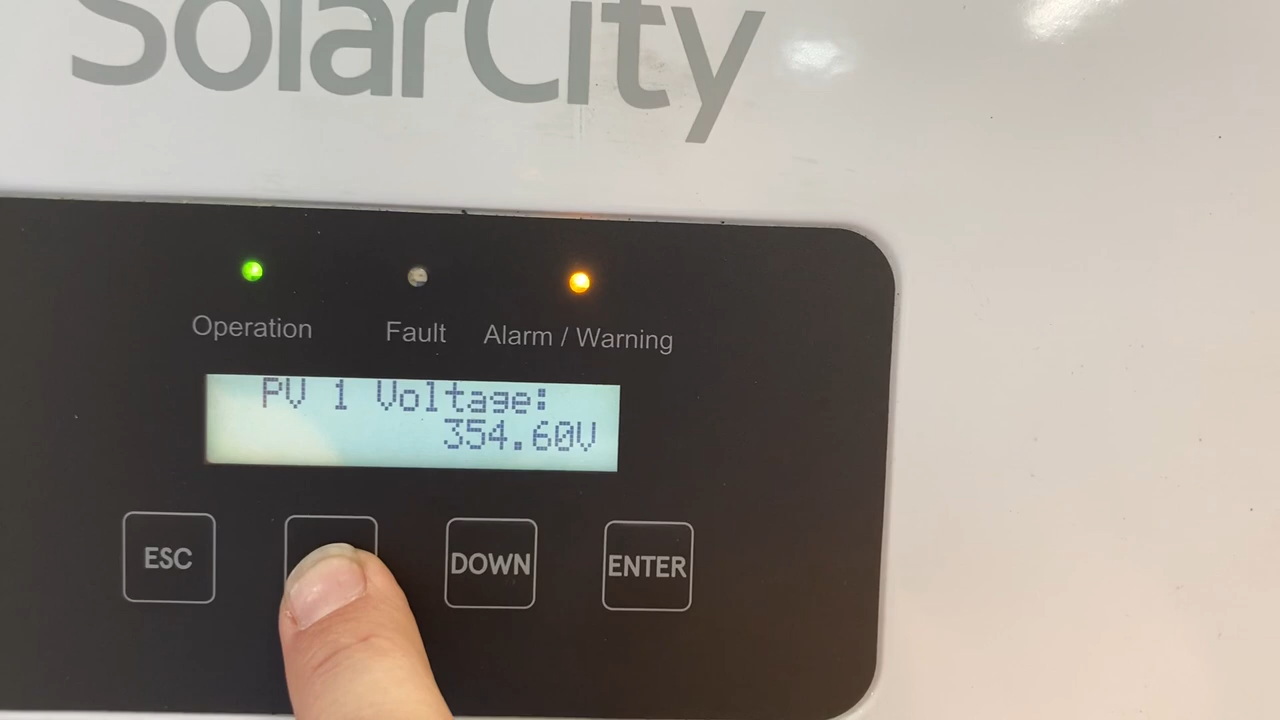 SolarCity
Operation Fault Alarm / Warning
PV 1 Voltage:
354.60V
ESC DOWN ENTER